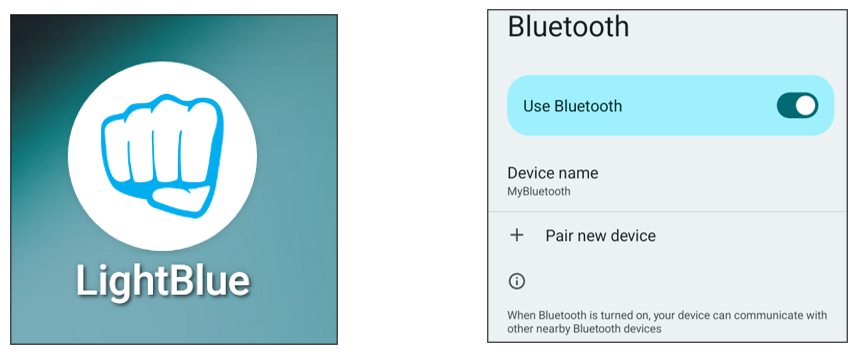 LightBlue
Bluetooth
Use Bluetooth
Device name
MyBluetooth
Pair new device
When Bluetooth is turned on, your device can communicate with
other nearby Bluetooth devices